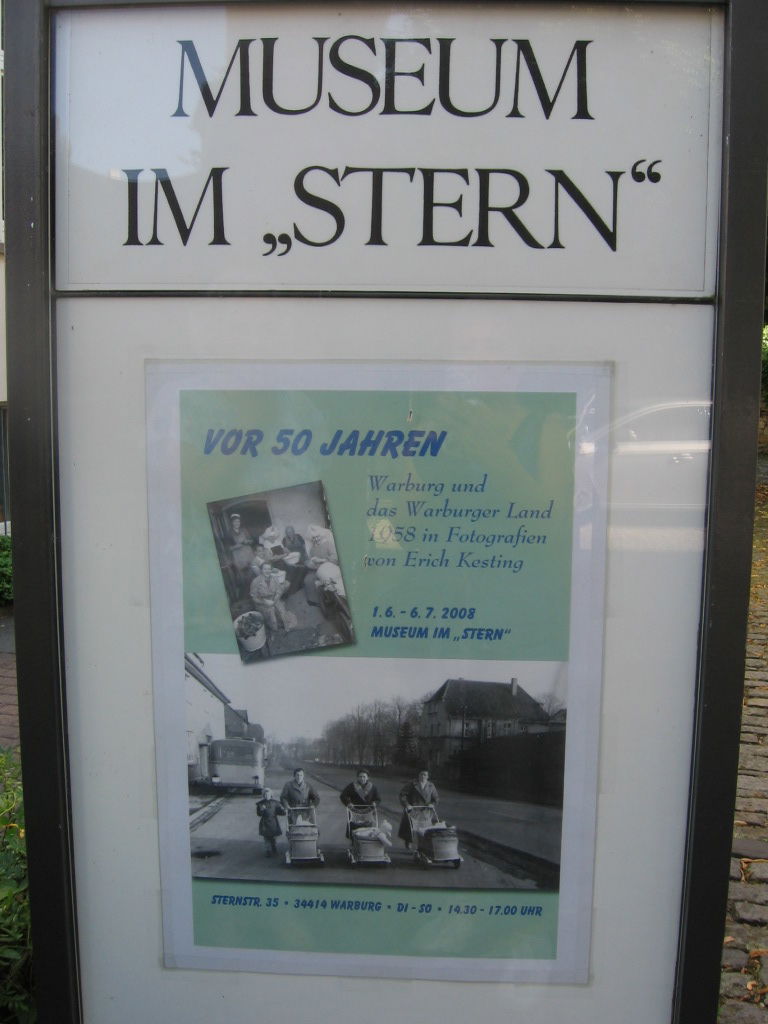 MUSEUM
IM „STERN“
VOR 50 JAHREN
Warburg und
das Warburger Land
1958 in Fotografien
von Erich Kesting
1.6. - 6.7. 2008
MUSEUM IM „STERN“
STERNSTR. 35 • 34414 WARBURG • DI - SO • 14.30 - 17.00 UHR